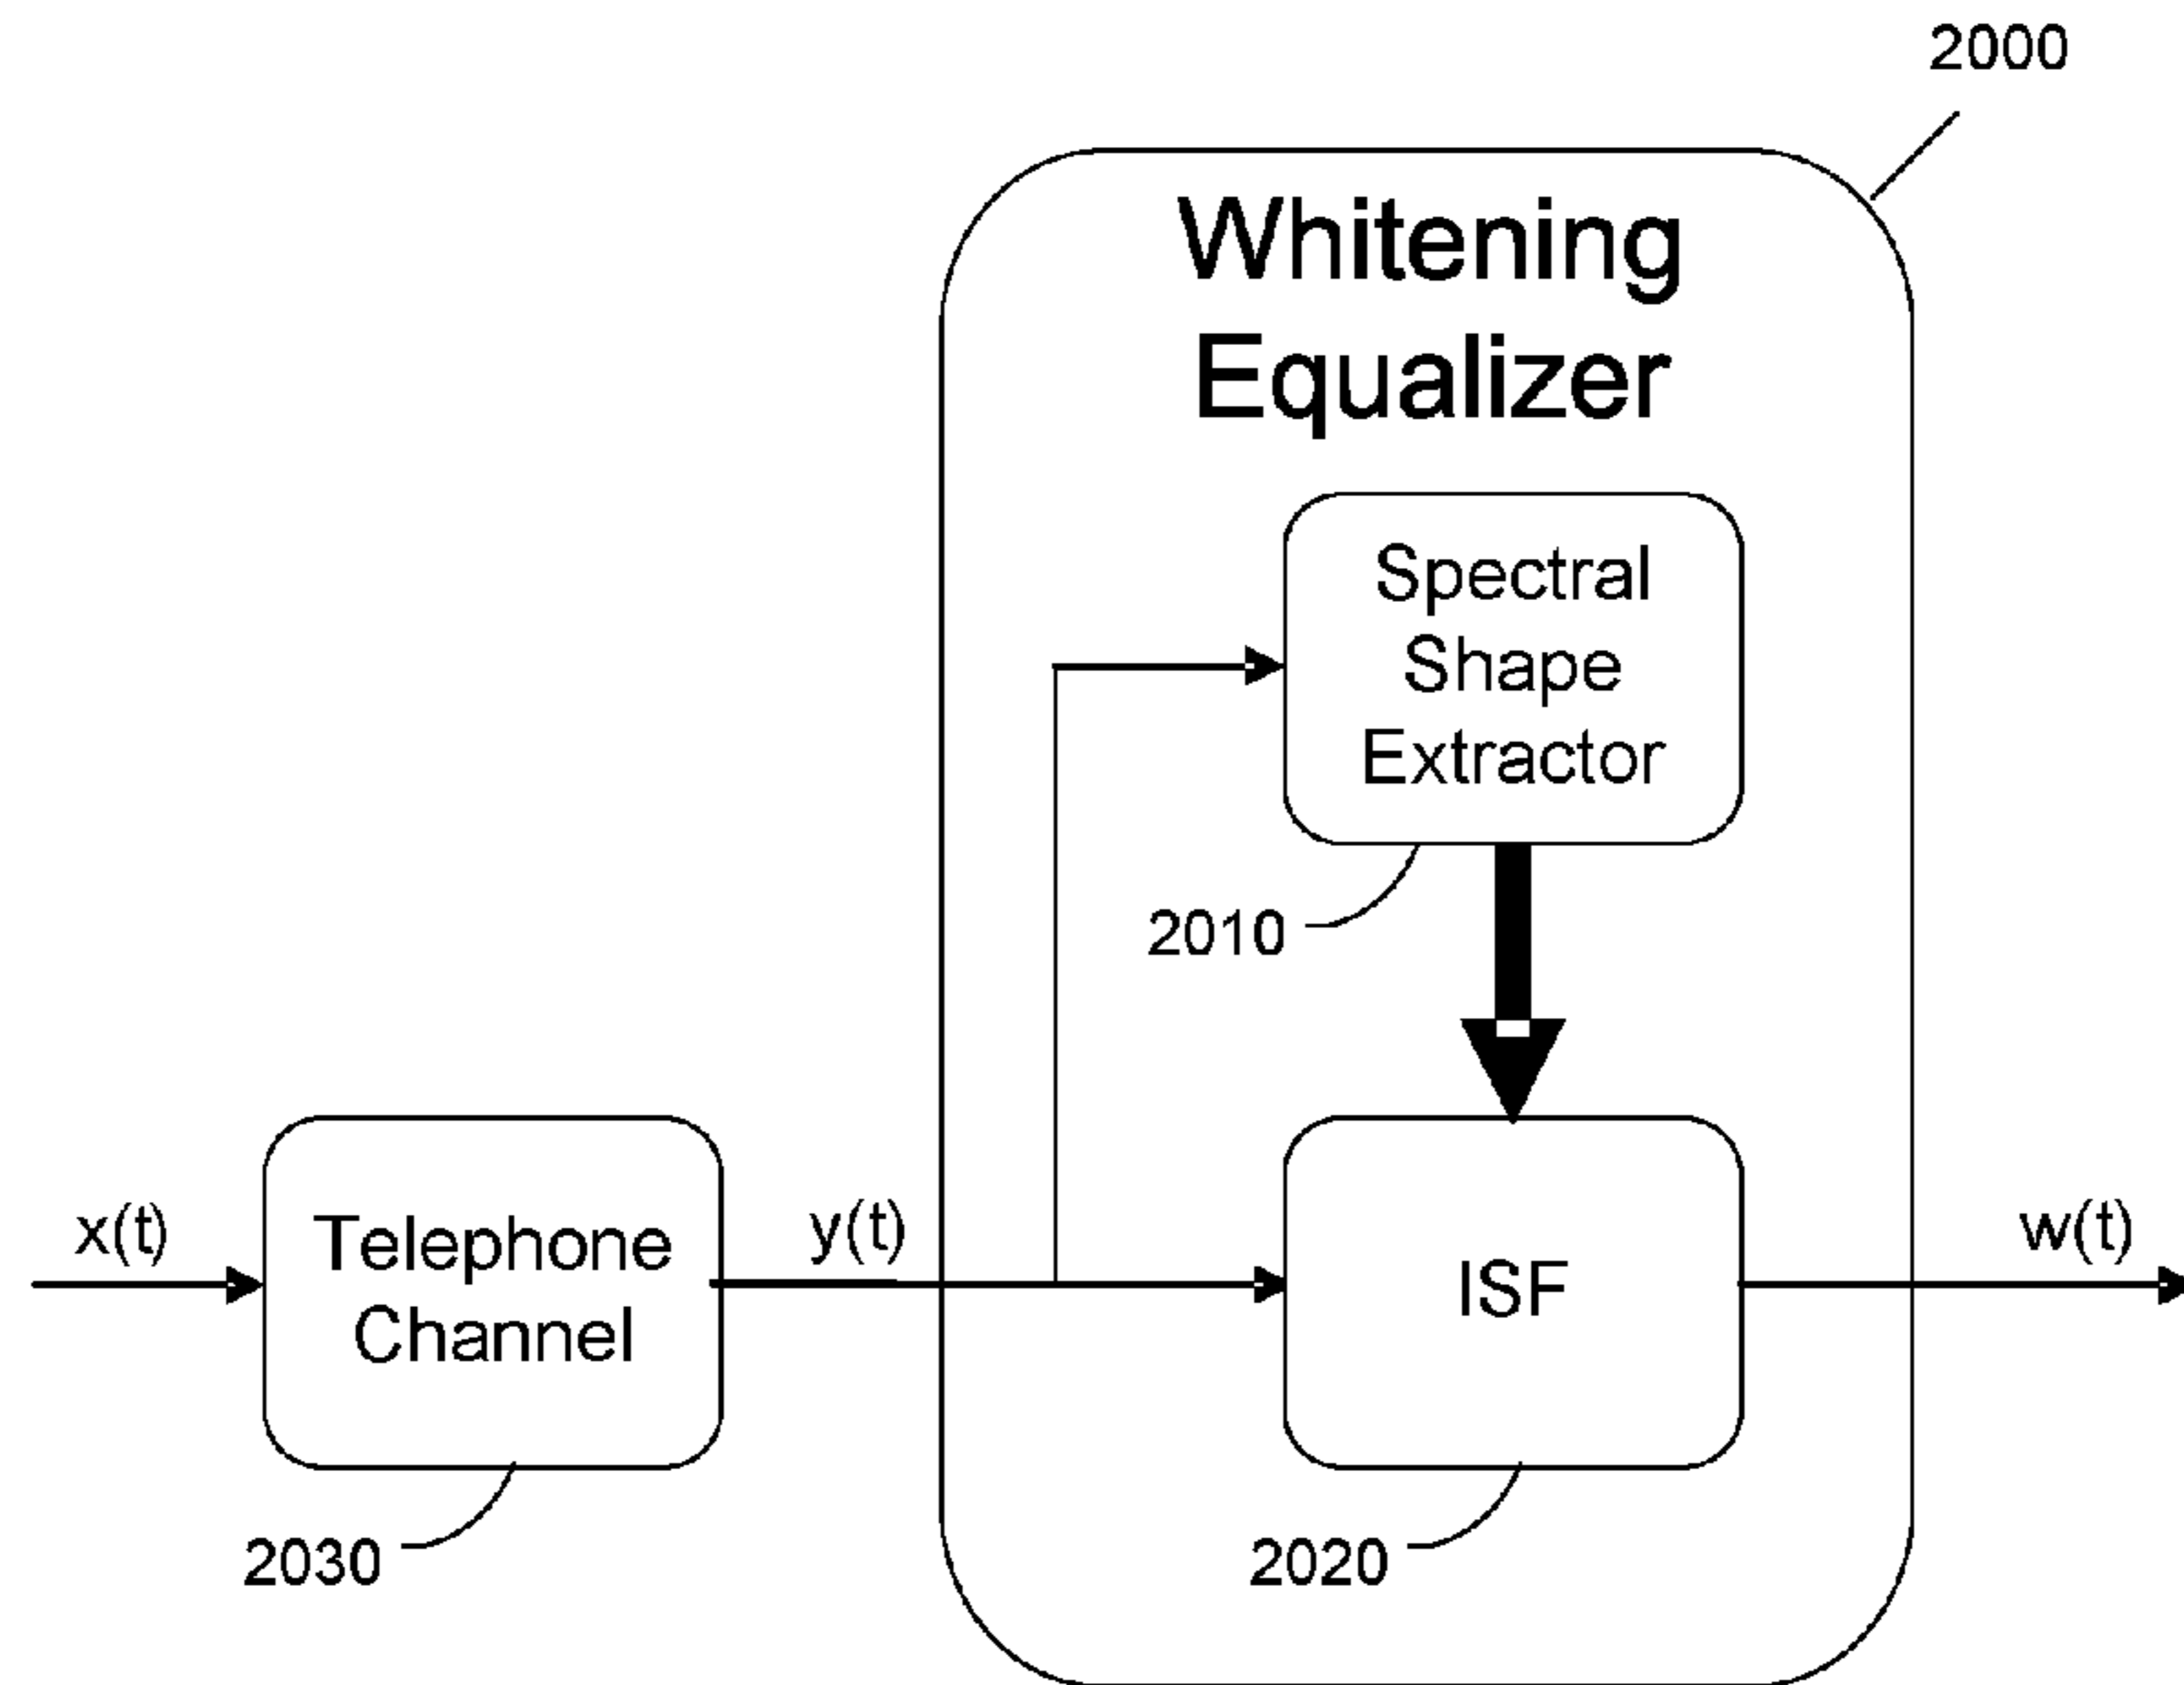 2000
Whitening
Equalizer
Spectral
Shape
Extractor
2010
x(t)
Telephone
Channel
y(t)
ISF
w(t)
2030
2020